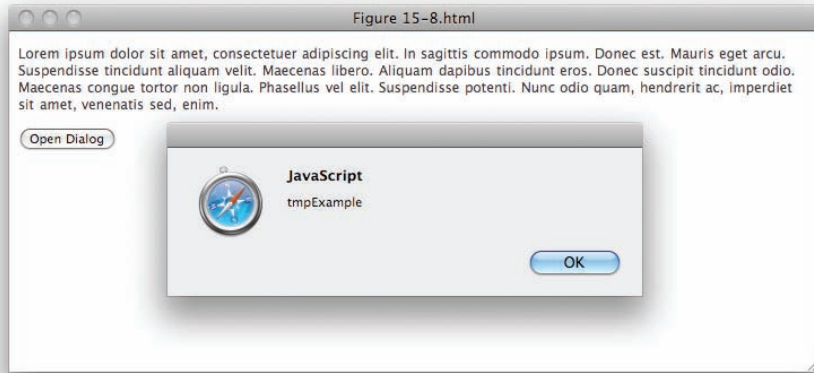 Figure 15-8.html
Lorem ipsum dolor sit amet, consectetuer adipiscing elit. In sagittis commodo ipsum. Donec est. Mauris eget arcu.
Suspendisse tincidunt aliquam velit. Maecenas libero. Aliquam dapibus tincidunt eros. Donec suscipit tincidunt odio.
Maecenas congue tortor non ligula. Phasellus vel elit. Suspendisse potenti. Nunc odio quam, hendrerit ac, imperdiet
sit amet, venenatis sed, enim.
Open Dialog
JavaScript
tmpExample
OK